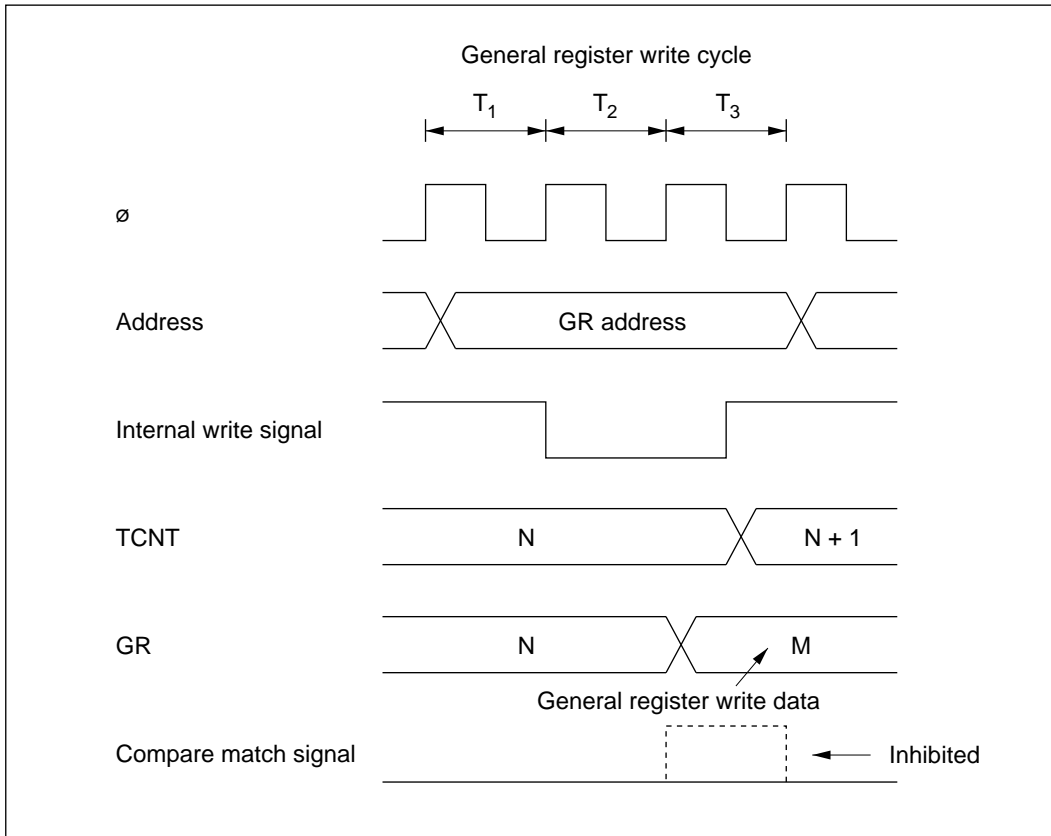 General register write cycle
T1 T2 T3
ø
Address GR address
Internal write signal
TCNT N N + 1
GR N M
General register write data
Compare match signal Inhibited